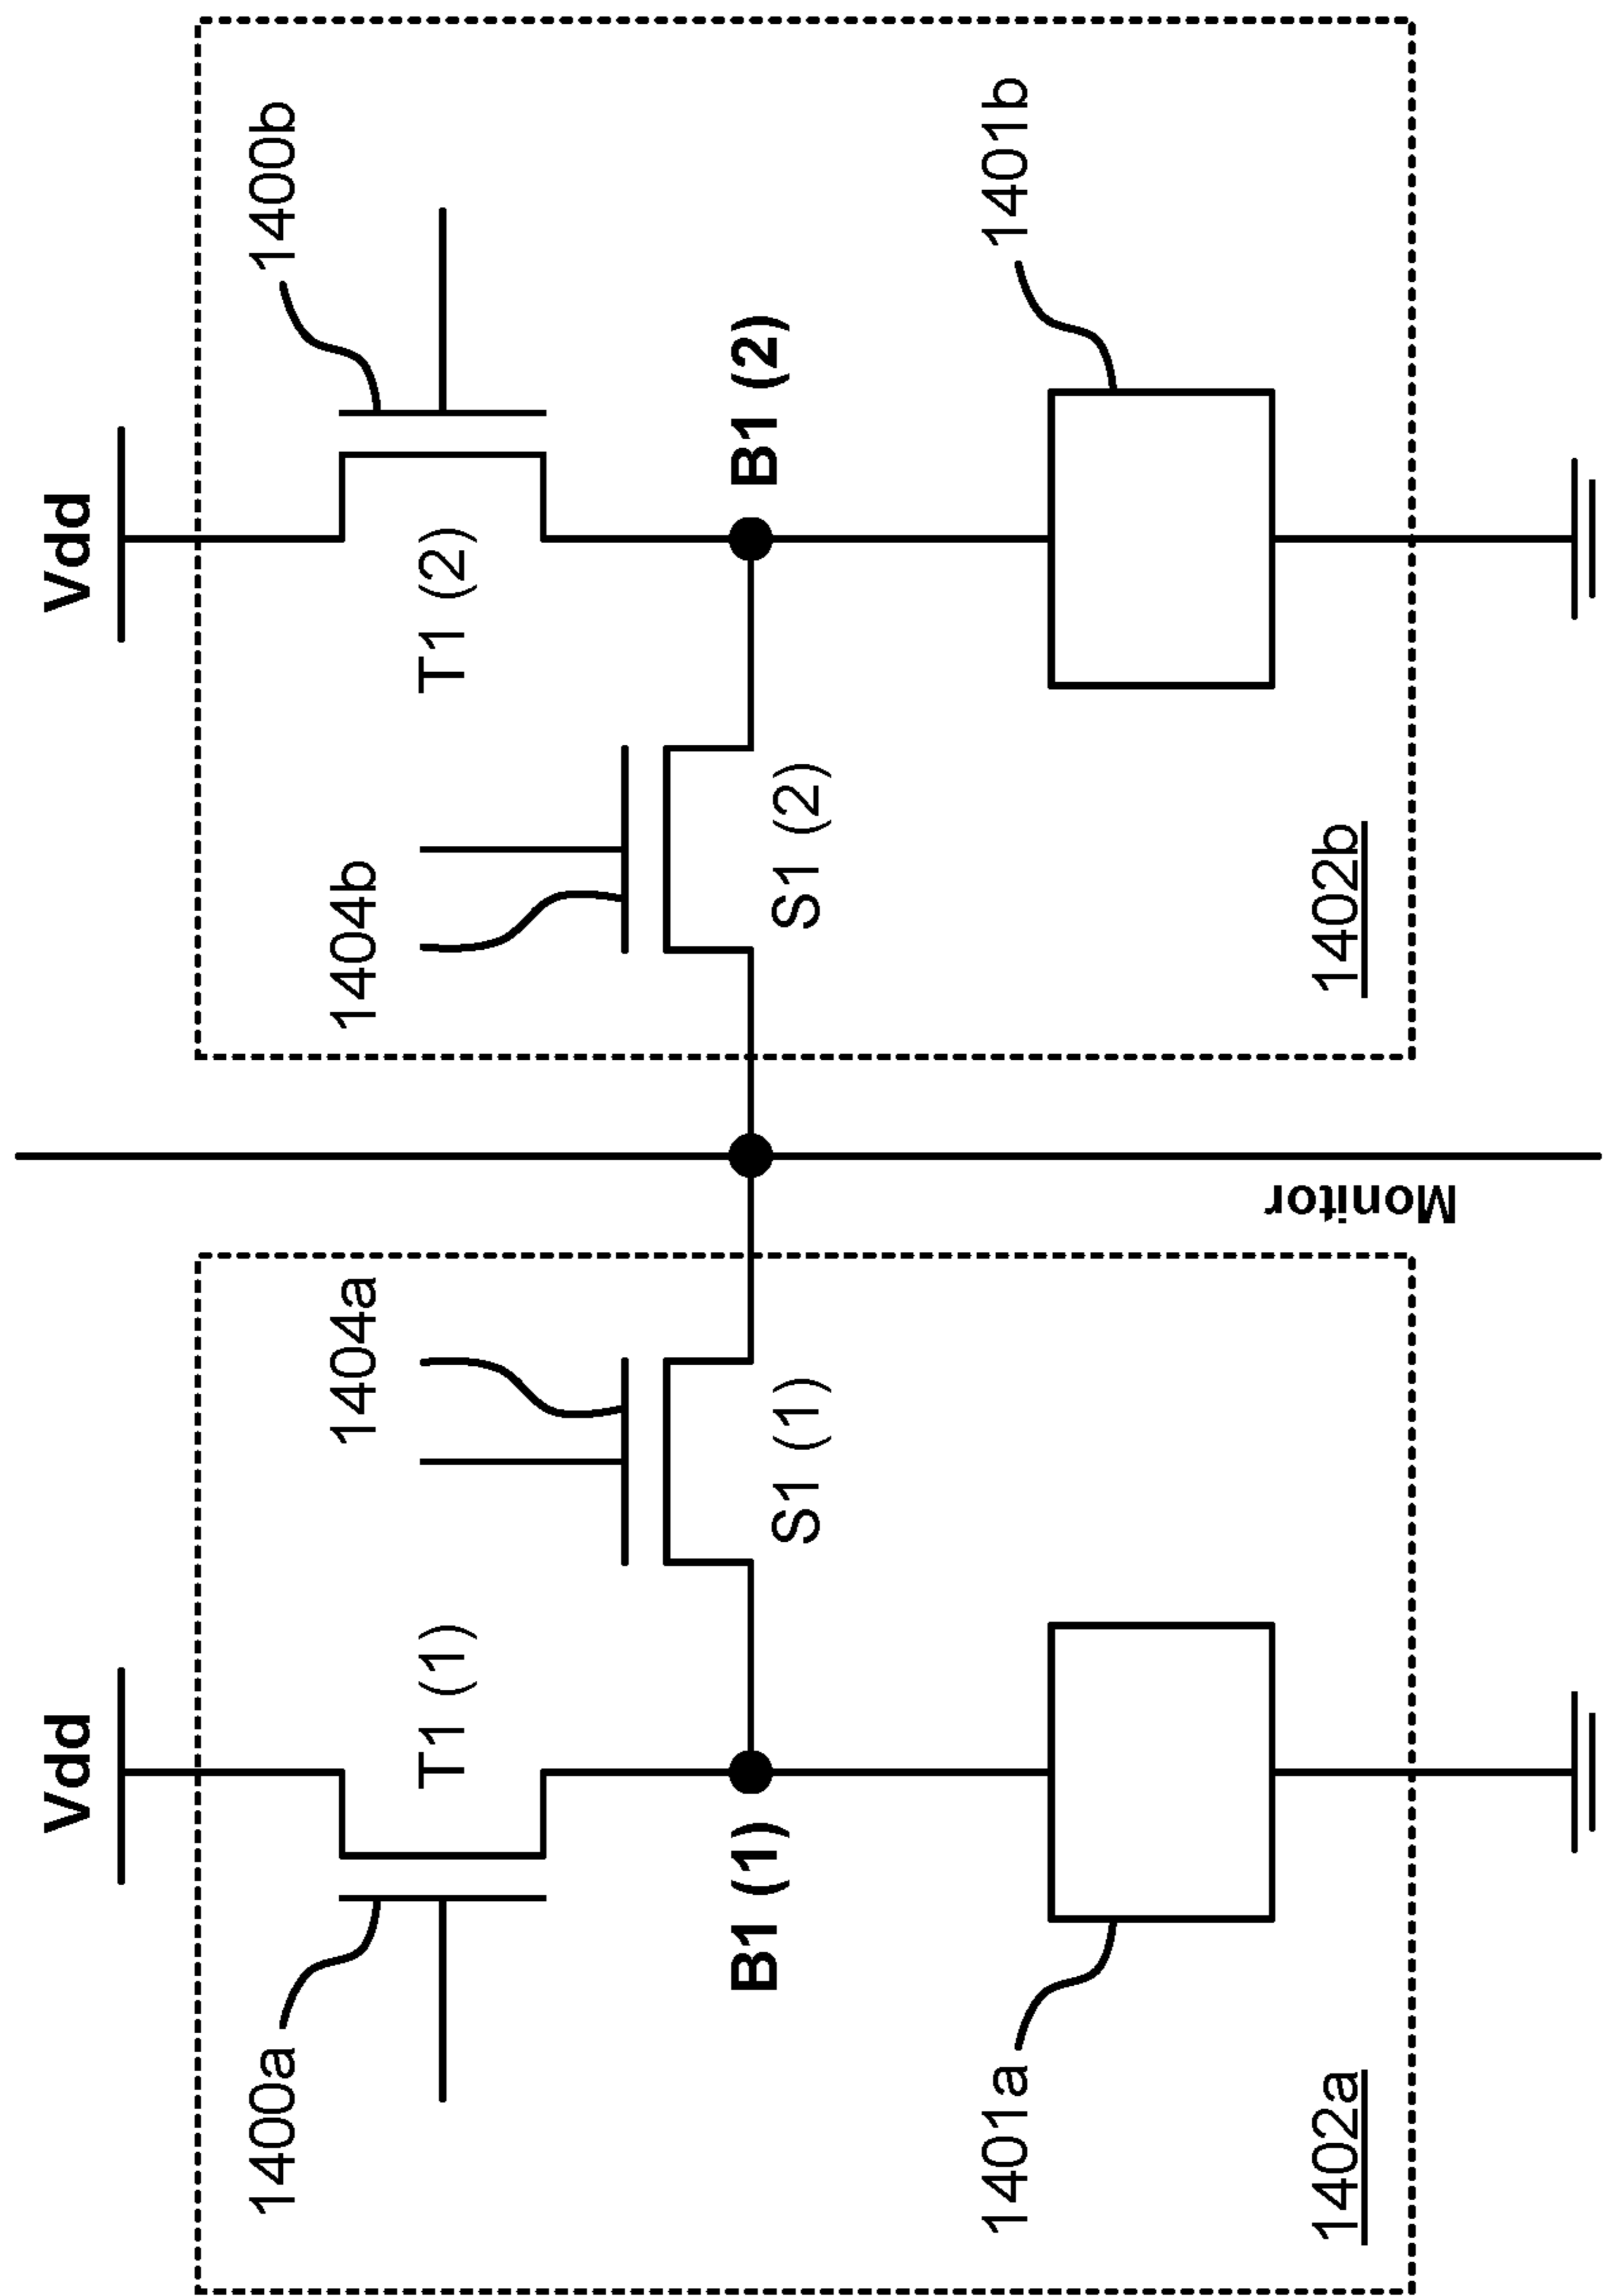 Vdd
Vdd
1400a
1400b
T1 (1)
T1 (2)
1404a
1404b
B1 (1)
B1 (2)
S1 (1)
S1 (2)
1401a
1401b
Monitor
1402a
1402b